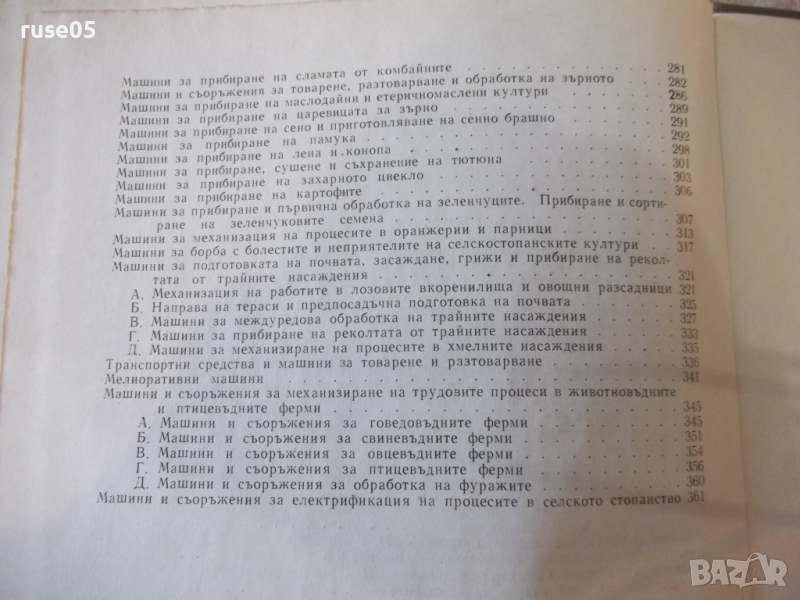 ruse05
Машини за прибиране на сламата от комбайните . . . . . . . . . . 281
Машини и съоръжения за товарене, разтоварване и обработка на зърното . . . 282
Машини за прибиране на маслодайни и етеричномаслени култури . . . . . 286
Машини за прибиране на царевицата за зърно . . . . . . . . . . 289
Машини за прибиране на сено и приготовляване на сенно брашно . . . . . 291
Машини за прибиране на памука . . . . . . . . . . . . 292
Машини за прибиране на лена и конопа . . . . . . . . . . . 298
Машини за прибиране, сушене и съхранение на тютюна . . . . . . . 301
Машини за прибиране на захарното цвекло . . . . . . . . . . 303
Машини за прибиране на картофите . . . . . . . . . . . . 306
Машини за прибиране и първична обработка на зеленчуците. Прибиране и сорти-
ране на зеленчуковите семена . . . . . . . . . . . . 307
Машини за механизация на процесите в оранжерии и парници . . . . . . 313
Машини за борба с болестите и неприятелите на селскостопанските култури . . 317
Машини за подготовката на почвата, засаждане, грижи и прибиране на рекол-
тата от трайните насаждения . . . . . . . . . . . . 321
А. Механизация на работите в лозовите вкоренилища и овощни разсадници 321
Б. Направа на тераси и предпосадъчна подготовка на почвата . . . . . 325
В. Машини за междуредова обработка на трайните насаждения . . . . . 327
Г. Машини за прибиране на реколтата от трайните насаждения . . . . . 333
Д. Машини за механизиране на процесите в хмелните насаждения . . . . 335
Транспортни средства и машини за товарене и разтоварване . . . . . . 336
Мелиоративни машини . . . . . . . . . . . . . . . 341
Машини и съоръжения за механизиране на трудовите процеси в животновъдните
и птицевъдните ферми . . . . . . . . . . . . . . 345
А. Машини и съоръжения за говедовъдните ферми . . . . . . . . 345
Б. Машини и съоръжения за свиневъдните ферми . . . . . . . . 351
В. Машини и съоръжения за овцевъдните ферми . . . . . . . . 354
Г. Машини и съоръжения за птицевъдните ферми . . . . . . . . 356
Д. Машини и съоръжения за обработка на фуражите . . . . . . . 360
Машини и съоръжения за електрификация на процесите в селското стопанство 361
BAZAR